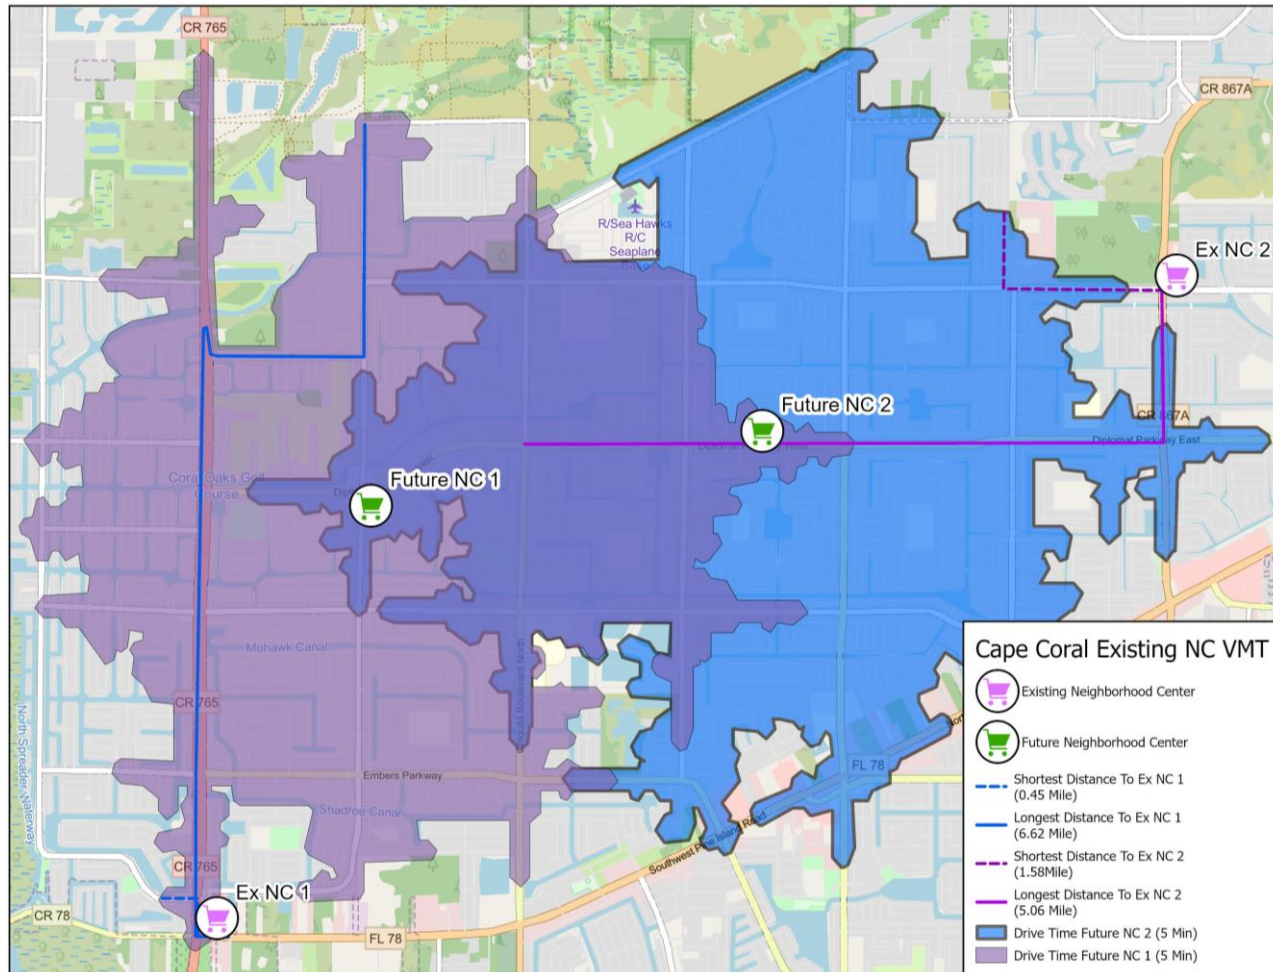 CR 765
CR 867A
R/Sea Hawks
R/C
Seaplane
Base
Ex NC 2
Future NC 2
CR 867A
Diplomat Parkway East
Future NC 1
Coral Oaks Golf
Course
Mohawk Canal
CR 765
North Spreader Waterway
Chiquita Boulevard North
Embers Parkway
FL 78
Shadroe Canal
Southwest Pine Island Road
CR 765
Ex NC 1
CR 78
FL 78
Cape Coral Existing NC VMT
Existing Neighborhood Center
Future Neighborhood Center
Shortest Distance To Ex NC 1
(0.45 Mile)
Longest Distance To Ex NC 1
(6.62 Mile)
Shortest Distance To Ex NC 2
(1.58Mile)
Longest Distance To Ex NC 2
(5.06 Mile)
Drive Time Future NC 2 (5 Min)
Drive Time Future NC 1 (5 Min)